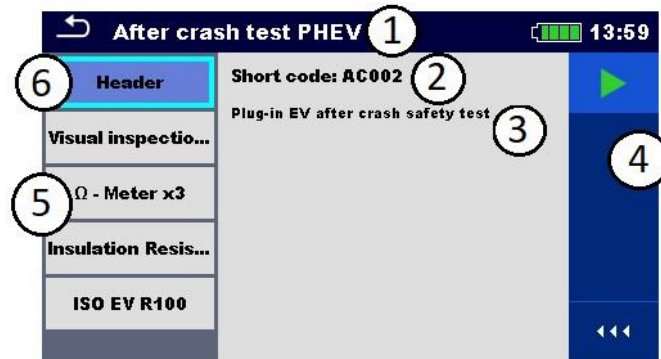 After crash test PHEV 1 13:59
6 Header
Short code: AC002 2
Plug-in EV after crash safety test 3
4
Visual inspectio...
5 Ω - Meter x3
Insulation Resis...
ISO EV R100